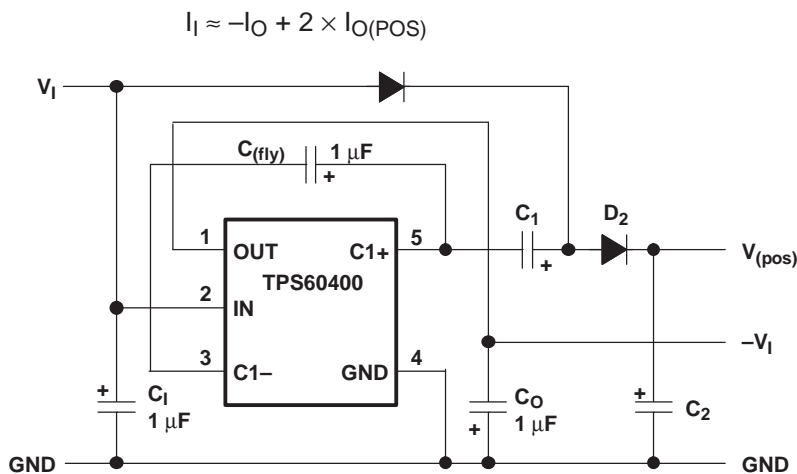 I_I ≈ –I_O + 2 × I_O(POS)
V_I
C_(fly) 1 μF
+
C_1 D_2
1 5
OUT C1+
+
V_(pos)
TPS60400
2
IN
–V_I
3 4
C1– GND
+ C_I
1 μF
C_O
+ 1 μF
+ C_2
GND GND